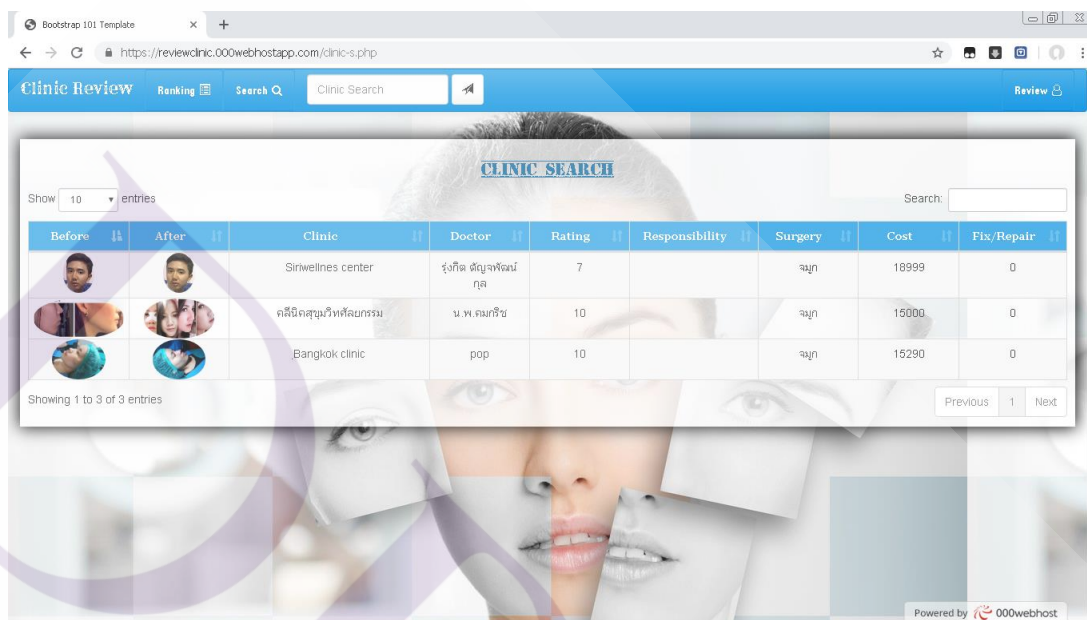 Bootstrap 101 Template
https://reviewclinic.000webhostapp.com/clinic-s.php
Clinic Review Ranking Search Clinic Search Review
CLINIC SEARCH
Show 10 entries Search:
Before After Clinic Doctor Rating Responsibility Surgery Cost Fix/Repair
Siriwellnes center รุ่งกิต ตัญจพัฒน์กุล 7 จมูก 18999 0
คลีนิคสุขุมวิทศัลยกรรม น.พ.คมกริช 10 จมูก 15000 0
Bangkok clinic pop 10 จมูก 15290 0
Showing 1 to 3 of 3 entries Previous 1 Next
Powered by 000webhost